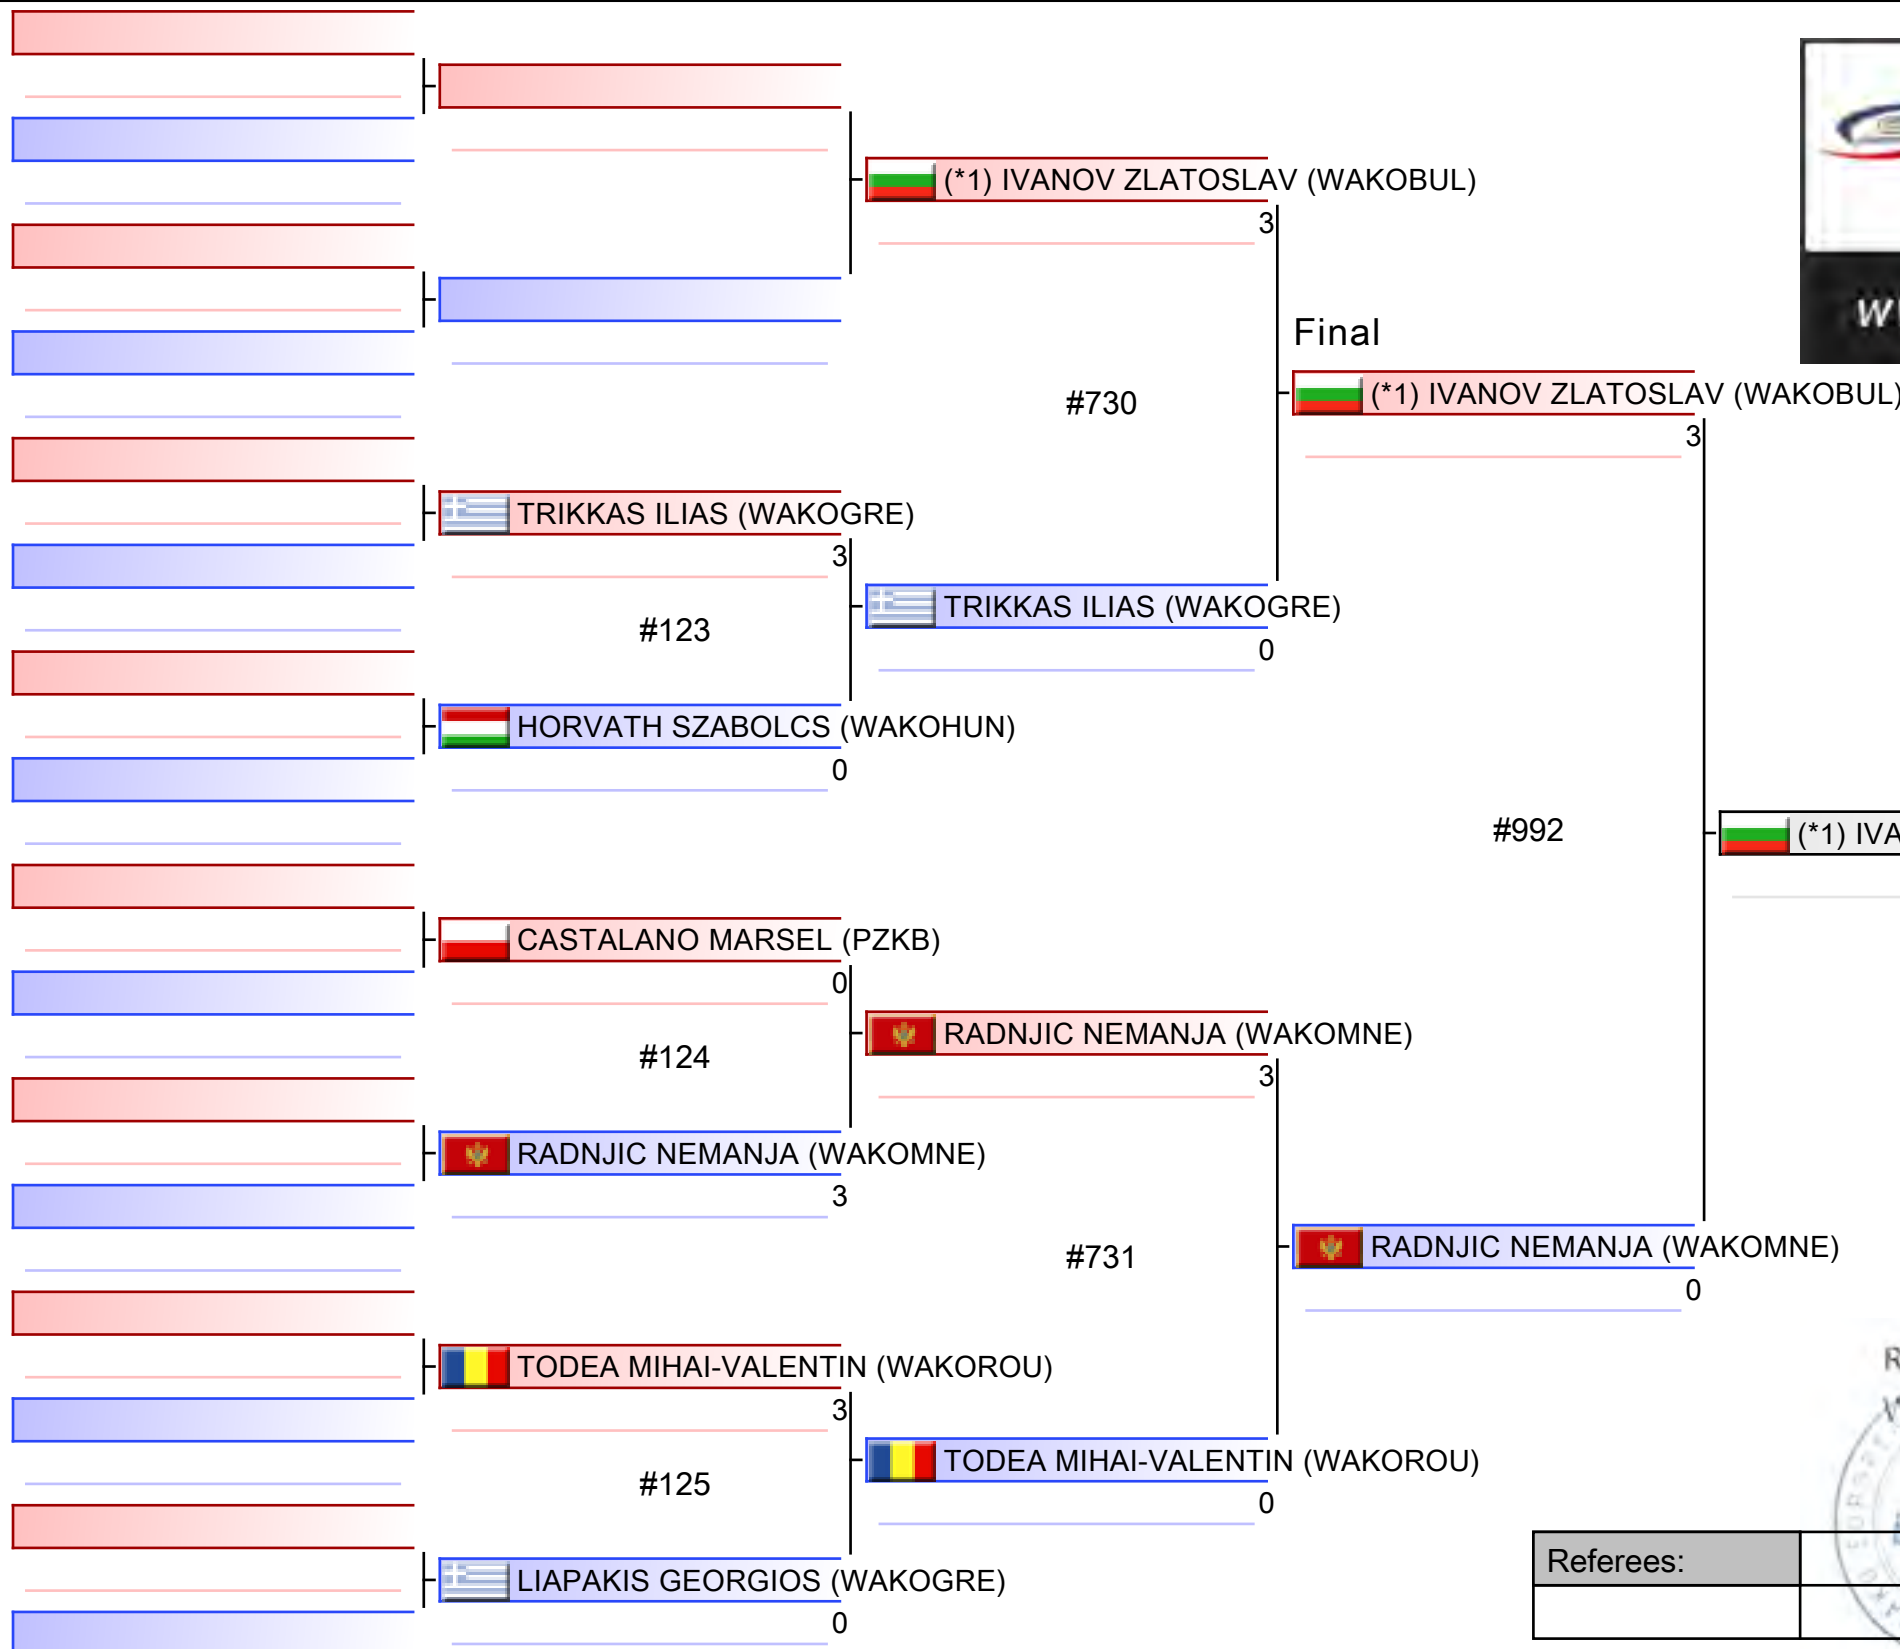 (*1) IVANOV ZLATOSLAV (WAKOBUL)
3
Final
#730
(*1) IVANOV ZLATOSLAV (WAKOBUL)
3
TRIKKAS ILIAS (WAKOGRE)
3
#123
TRIKKAS ILIAS (WAKOGRE)
0
HORVATH SZABOLCS (WAKOHUN)
0
#992
(*1) IVA
CASTALANO MARSEL (PZKB)
0
#124
RADNJIC NEMANJA (WAKOMNE)
3
RADNJIC NEMANJA (WAKOMNE)
3
#731
RADNJIC NEMANJA (WAKOMNE)
0
TODEA MIHAI-VALENTIN (WAKOROU)
3
#125
TODEA MIHAI-VALENTIN (WAKOROU)
0
LIAPAKIS GEORGIOS (WAKOGRE)
0
Referees: